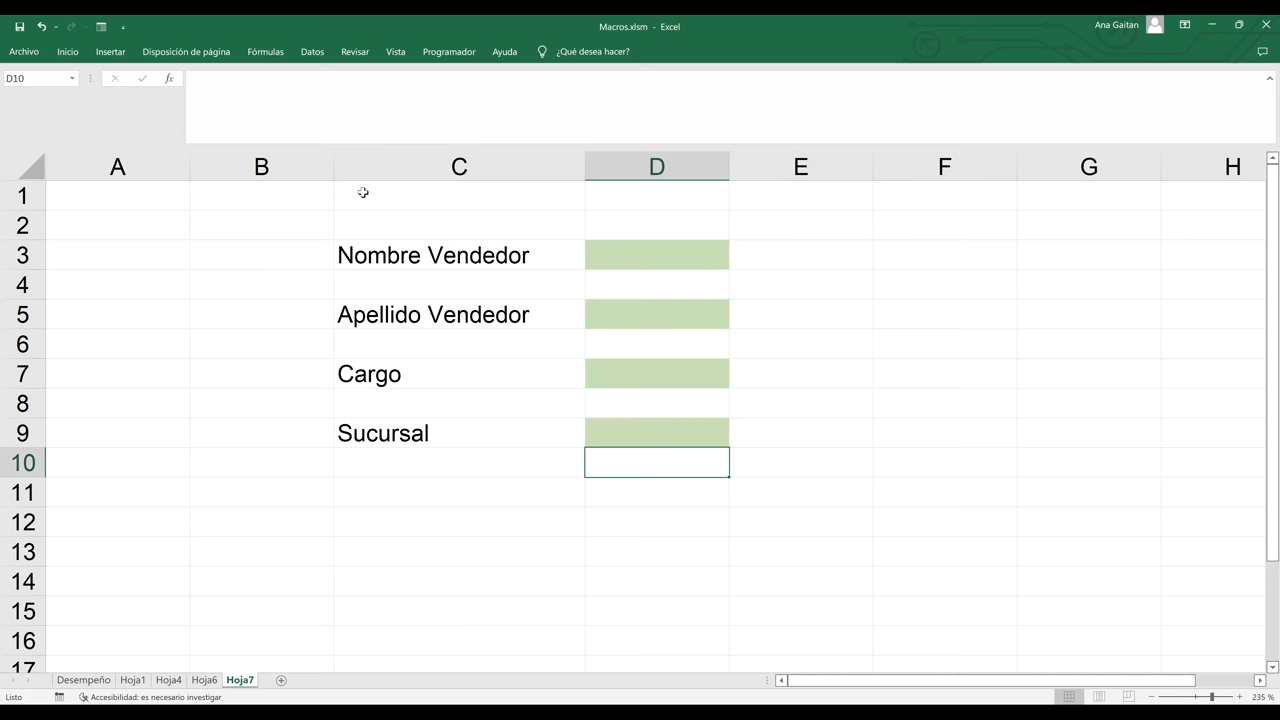 Macros.xlsm - Excel
Ana Gaitan
Archivo Inicio Insertar Disposición de página Fórmulas Datos Revisar Vista Programador Ayuda ¿Qué desea hacer?
D10 fx
A B C D E F G H
1
2
3 Nombre Vendedor
4
5 Apellido Vendedor
6
7 Cargo
8
9 Sucursal
10
11
12
13
14
15
16
17
Desempeño Hoja1 Hoja4 Hoja6 Hoja7
Listo Accesibilidad: es necesario investigar 235 %